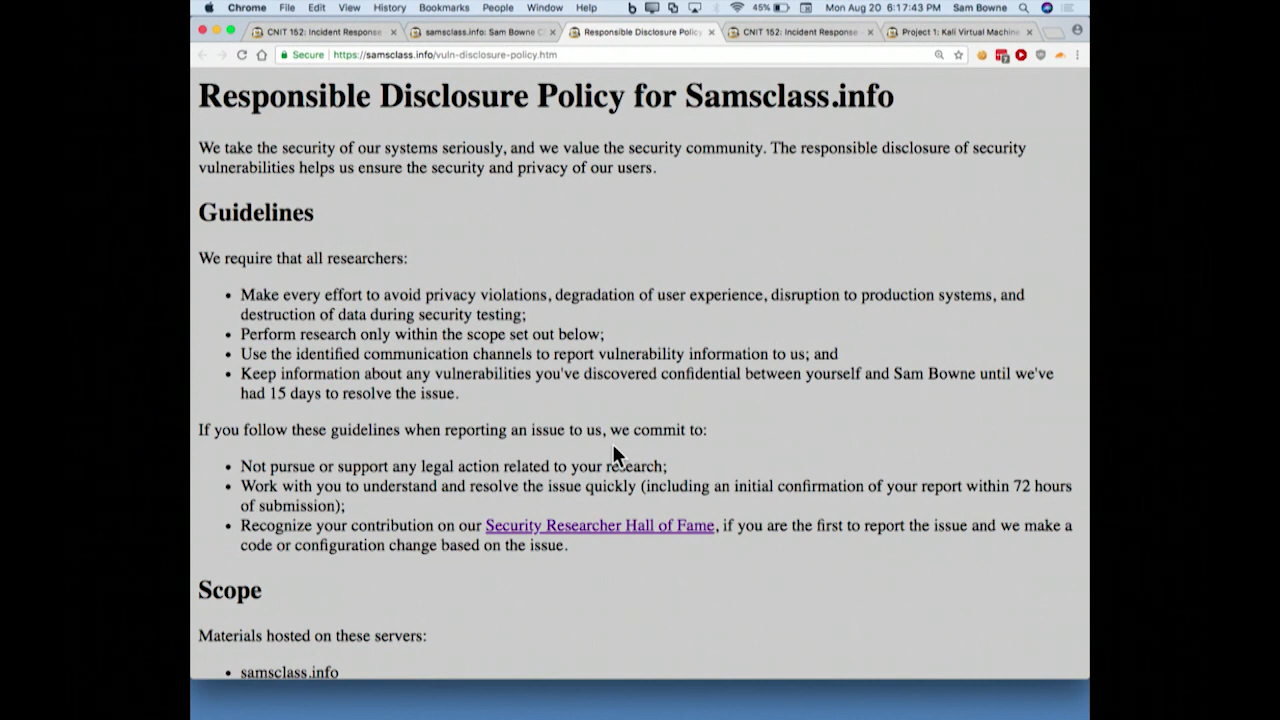 Chrome File Edit View History Bookmarks People Window Help 45% Mon Aug 20 6:17:43 PM Sam Bowne
CNIT 152: Incident Response samsclass.info: Sam Bowne C Responsible Disclosure Policy CNIT 152: Incident Response Project 1: Kali Virtual Machine
Secure https://samsclass.info/vuln-disclosure-policy.htm
Responsible Disclosure Policy for Samsclass.info
We take the security of our systems seriously, and we value the security community. The responsible disclosure of security
vulnerabilities helps us ensure the security and privacy of our users.
Guidelines
We require that all researchers:
• Make every effort to avoid privacy violations, degradation of user experience, disruption to production systems, and
destruction of data during security testing;
• Perform research only within the scope set out below;
• Use the identified communication channels to report vulnerability information to us; and
• Keep information about any vulnerabilities you've discovered confidential between yourself and Sam Bowne until we've
had 15 days to resolve the issue.
If you follow these guidelines when reporting an issue to us, we commit to:
• Not pursue or support any legal action related to your research;
• Work with you to understand and resolve the issue quickly (including an initial confirmation of your report within 72 hours
of submission);
• Recognize your contribution on our Security Researcher Hall of Fame, if you are the first to report the issue and we make a
code or configuration change based on the issue.
Scope
Materials hosted on these servers:
• samsclass.info